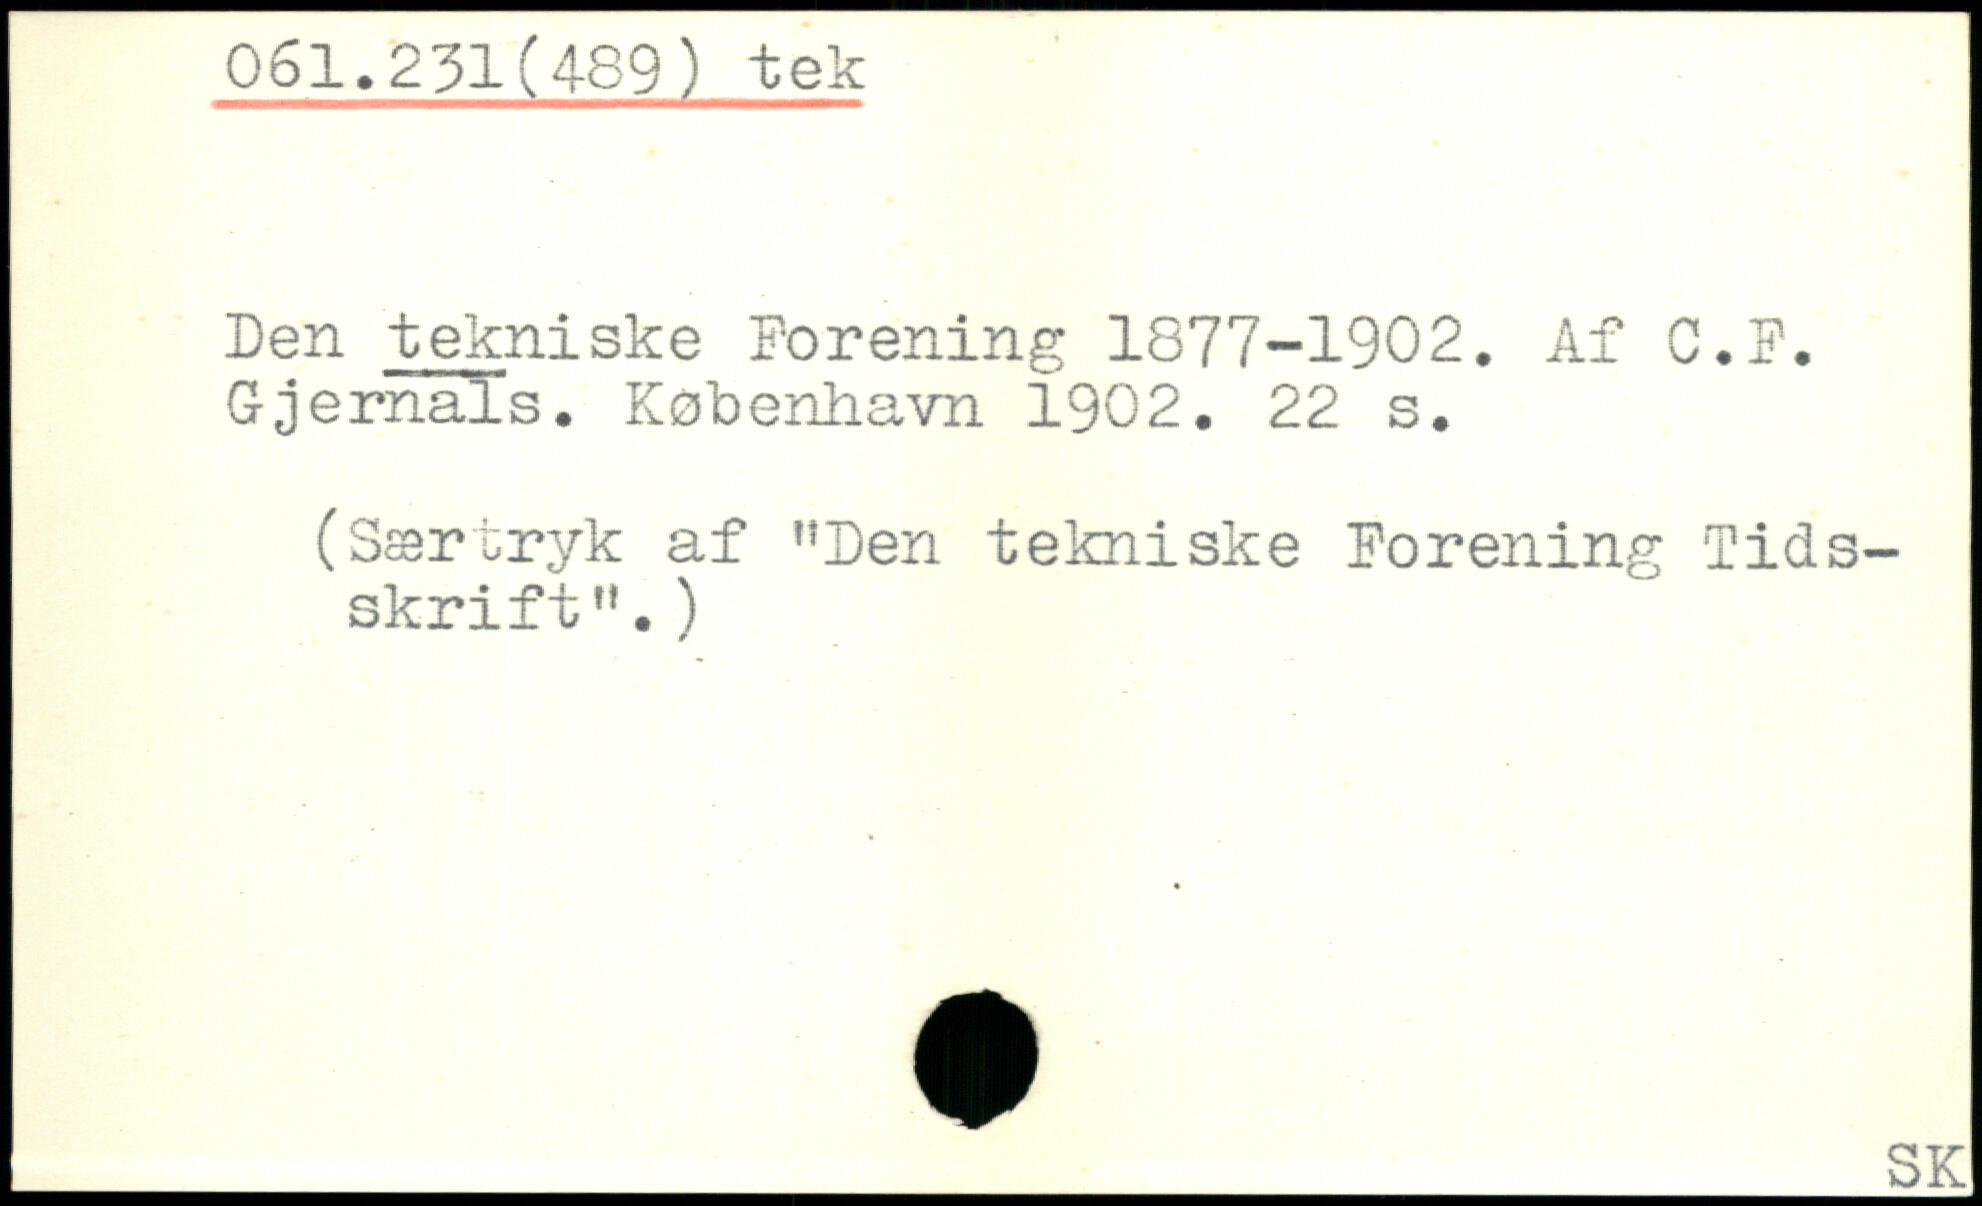 061.231(489) tek
Den tekniske Forening 1877-1902. Af C.F.
Gjernals. København 1902. 22 s.
(Særtryk af "Den tekniske Forening Tids-
skrift".)
SK